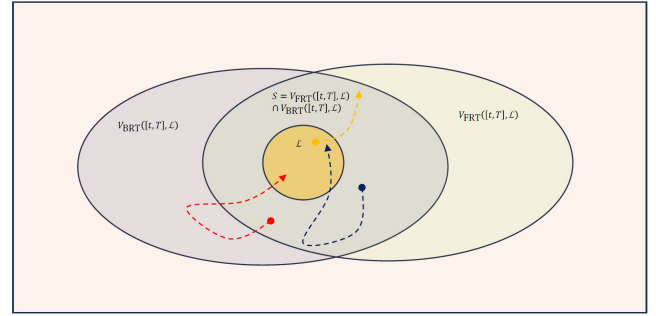 S = V_FRT([t, T], ℒ)
∩ V_BRT([t, T], ℒ)
V_BRT([t, T], ℒ)
V_FRT([t, T], ℒ)
ℒ